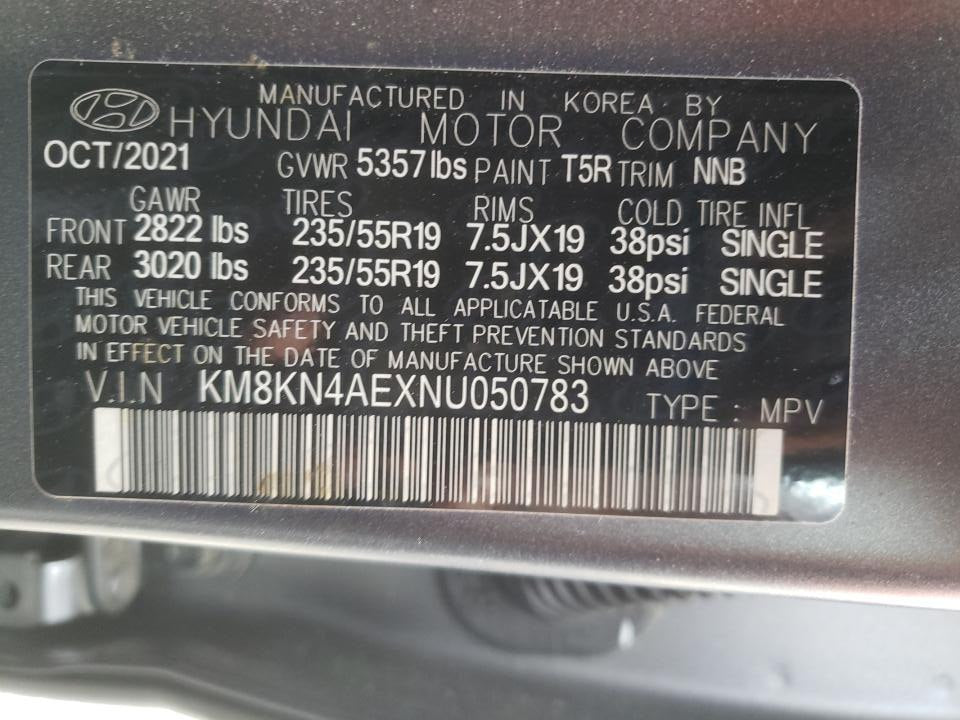 MANUFACTURED IN KOREA BY
HYUNDAI MOTOR COMPANY
OCT/2021 GVWR 5357lbs PAINT T5R TRIM NNB
GAWR TIRES RIMS COLD TIRE INFL
FRONT 2822 lbs 235/55R19 7.5JX19 38psi SINGLE
REAR 3020 lbs 235/55R19 7.5JX19 38psi SINGLE
THIS VEHICLE CONFORMS TO ALL APPLICATABLE U.S.A. FEDERAL
MOTOR VEHICLE SAFETY AND THEFT PREVENTION STANDARDS
IN EFFECT ON THE DATE OF MANUFACTURE SHOWN ABOVE
V.I.N KM8KN4AEXNU050783 TYPE : MPV